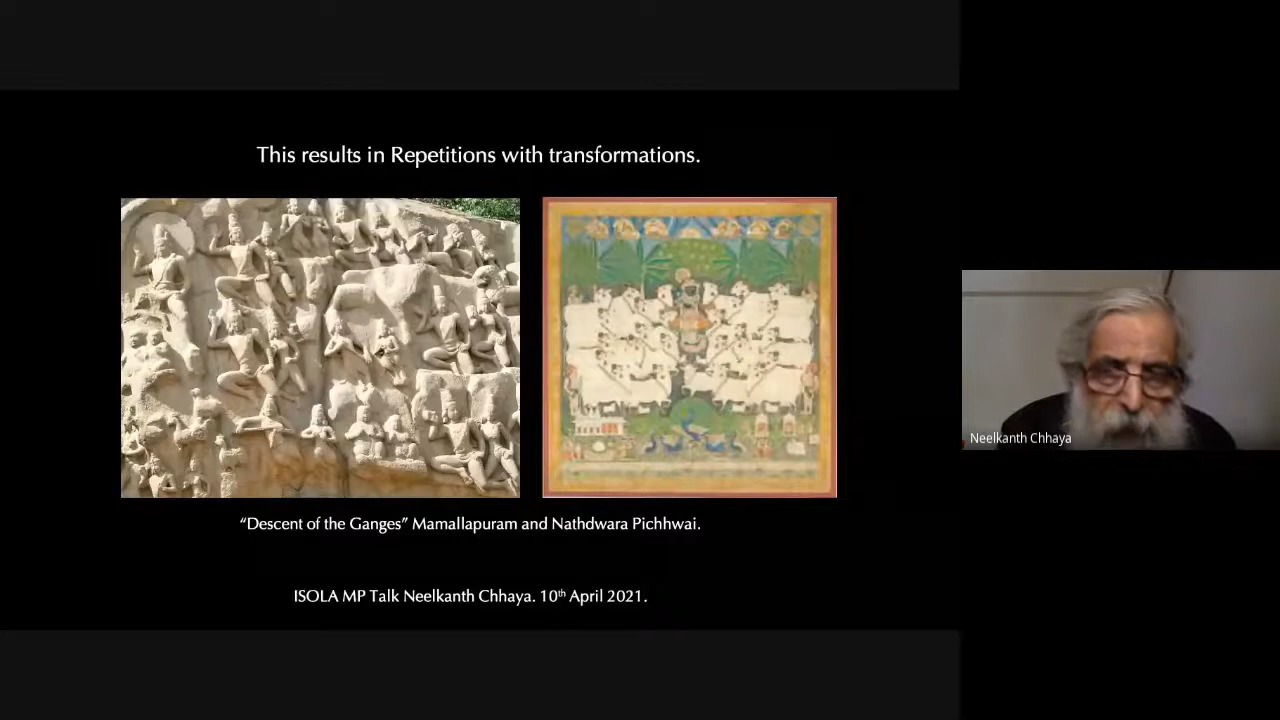 This results in Repetitions with transformations.
“Descent of the Ganges” Mamallapuram and Nathdwara Pichhwai.
ISOLA MP Talk Neelkanth Chhaya. 10th April 2021.
Neelkanth Chhaya